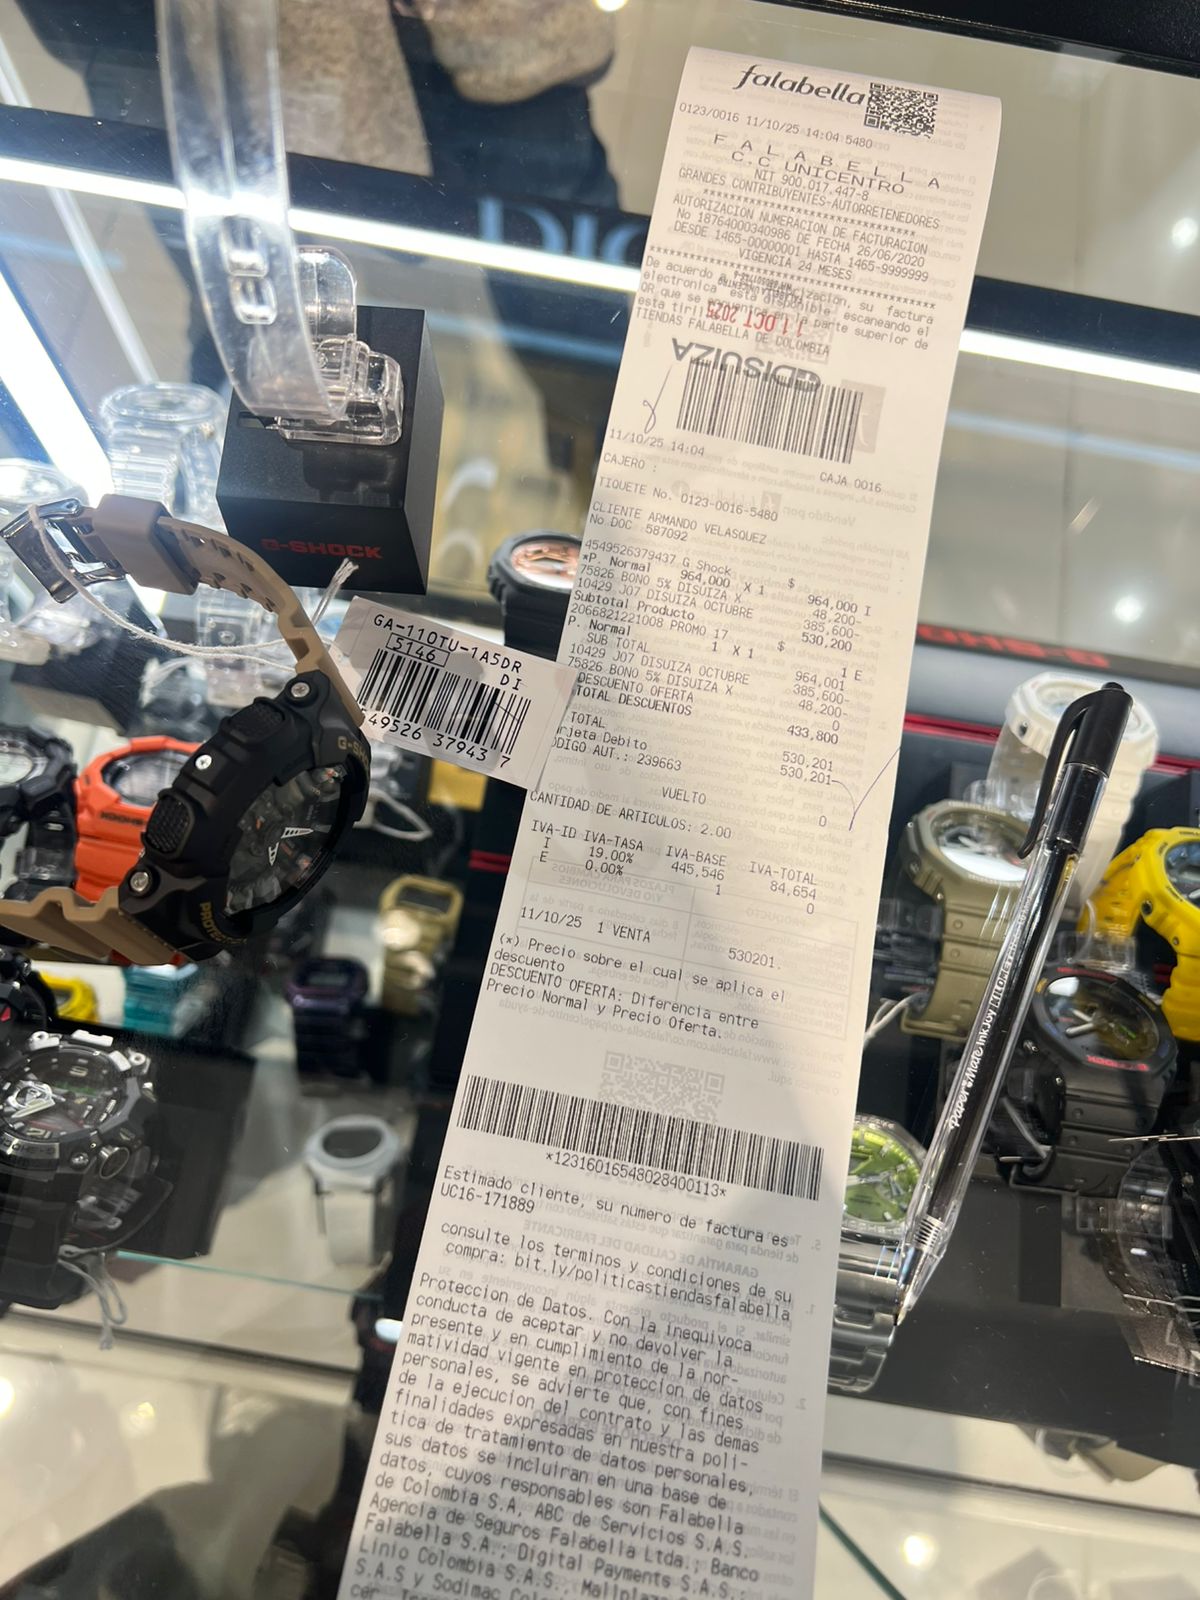 falabella
0123/0016 11/10/25 14:04 5480
F A L A B E L L A
C.C UNICENTRO
NIT 900.017.447-8
GRANDES CONTRIBUYENTES-AUTORRETENEDORES
************************
AUTORIZACION NUMERACION DE FACTURACION
No 18764000340986 DE FECHA 26/06/2020
DESDE 1465-00000001 HASTA 1465-9999999
VIGENCIA 24 MESES
De acuerdo a su factura
electronica esta disponible escaneando el
QR que se encuentra en la parte superior de
esta
TIENDAS FALABELLA DE COLOMBIA
11 OCT 2025
DISUIZA
11/10/25 14:04
CAJA 0016
CAJERO :
TIQUETE No. 0123-0016-5480
CLIENTE ARMANDO VELASQUEZ
No DOC :587092
4549526379437 G Shock
*P. Normal 964,000 X 1 $ 964,000 I
75826 BONO 5% DISUIZA X 48,200-
10429 J07 DISUIZA OCTUBRE 385,600-
Subtotal Producto $ 530,200
2066821221008 PROMO 17
P. Normal 1 X 1 1 E
SUB TOTAL 964,001
10429 J07 DISUIZA OCTUBRE 385,600-
75826 BONO 5% DISUIZA X 48,200-
DESCUENTO OFERTA 0
TOTAL DESCUENTOS 433,800
TOTAL 530,201
Tarjeta Debito 530,201-
CODIGO AUT.: 239663
VUELTO 0
CANTIDAD DE ARTICULOS: 2.00
IVA-ID IVA-TASA IVA-BASE IVA-TOTAL
I 19.00% 445,546 84,654
E 0.00% 1 0
11/10/25 1 VENTA 530201.
(*) Precio sobre el cual se aplica el
descuento
DESCUENTO OFERTA: Diferencia entre
Precio Normal y Precio Oferta.
*12316016548028400113*
Estimado cliente, su numero de factura es
UC16-171889
consulte los terminos y condiciones de su
compra: bit.ly/politicastiendasfalabella
Proteccion de Datos. Con la inequivoca
conducta de aceptar y no devolver la
presente y en cumplimiento de la nor-
matividad vigente en proteccion de datos
personales, se advierte que, con fines
de la ejecucion del contrato y las demas
finalidades expresadas en nuestra poli-
tica de tratamiento de datos personales,
sus datos se incluiran en una base de
datos, cuyos responsables son Falabella
de Colombia S.A, ABC de Servicios S.A.S.
Agencia de Seguros Falabella Ltda.; Banco
Falabella S.A.; Digital Payments S.A.S.;
Linio Colombia S.A.S., Mallplaza
S.A.S y Sodimac
G-SHOCK
GA-110TU-1A5DR
5146
DI
49526 37943 7
G-SHOCK
DIO
G-SHOCK
PaperMate InkJoy